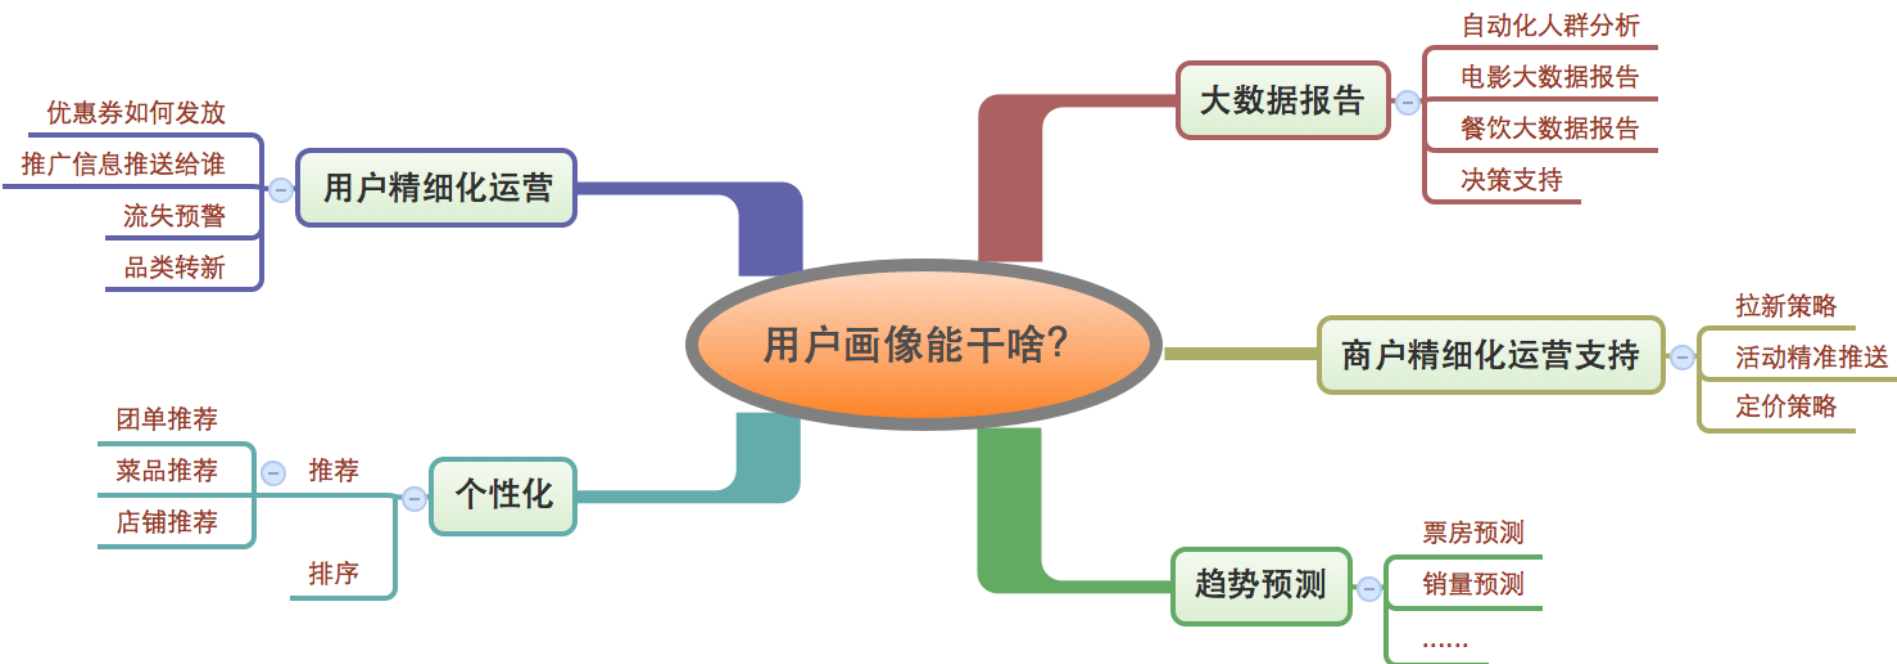 用户画像能干啥?
大数据报告
自动化人群分析
电影大数据报告
餐饮大数据报告
决策支持
商户精细化运营支持
拉新策略
活动精准推送
定价策略
趋势预测
票房预测
销量预测
......
用户精细化运营
优惠券如何发放
推广信息推送给谁
流失预警
品类转新
个性化
推荐
团单推荐
菜品推荐
店铺推荐
排序